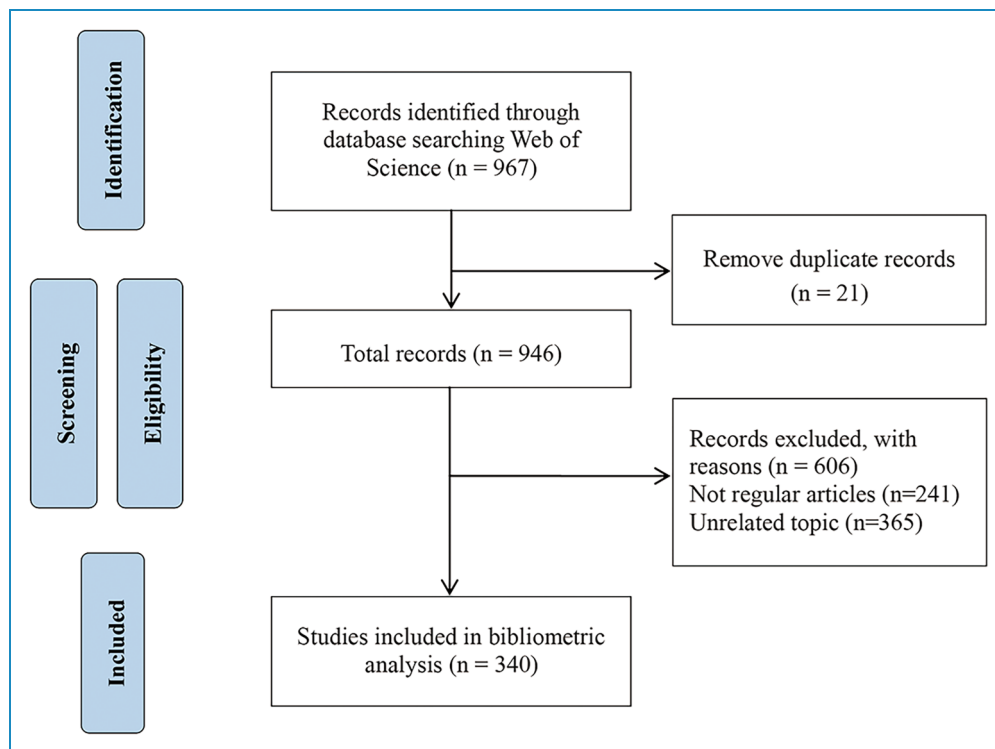 Identification
Records identified through
database searching Web of
Science (n = 967)
Remove duplicate records
(n = 21)
Screening
Eligibility
Total records (n = 946)
Records excluded, with
reasons (n = 606)
Not regular articles (n=241)
Unrelated topic (n=365)
Included
Studies included in bibliometric
analysis (n = 340)